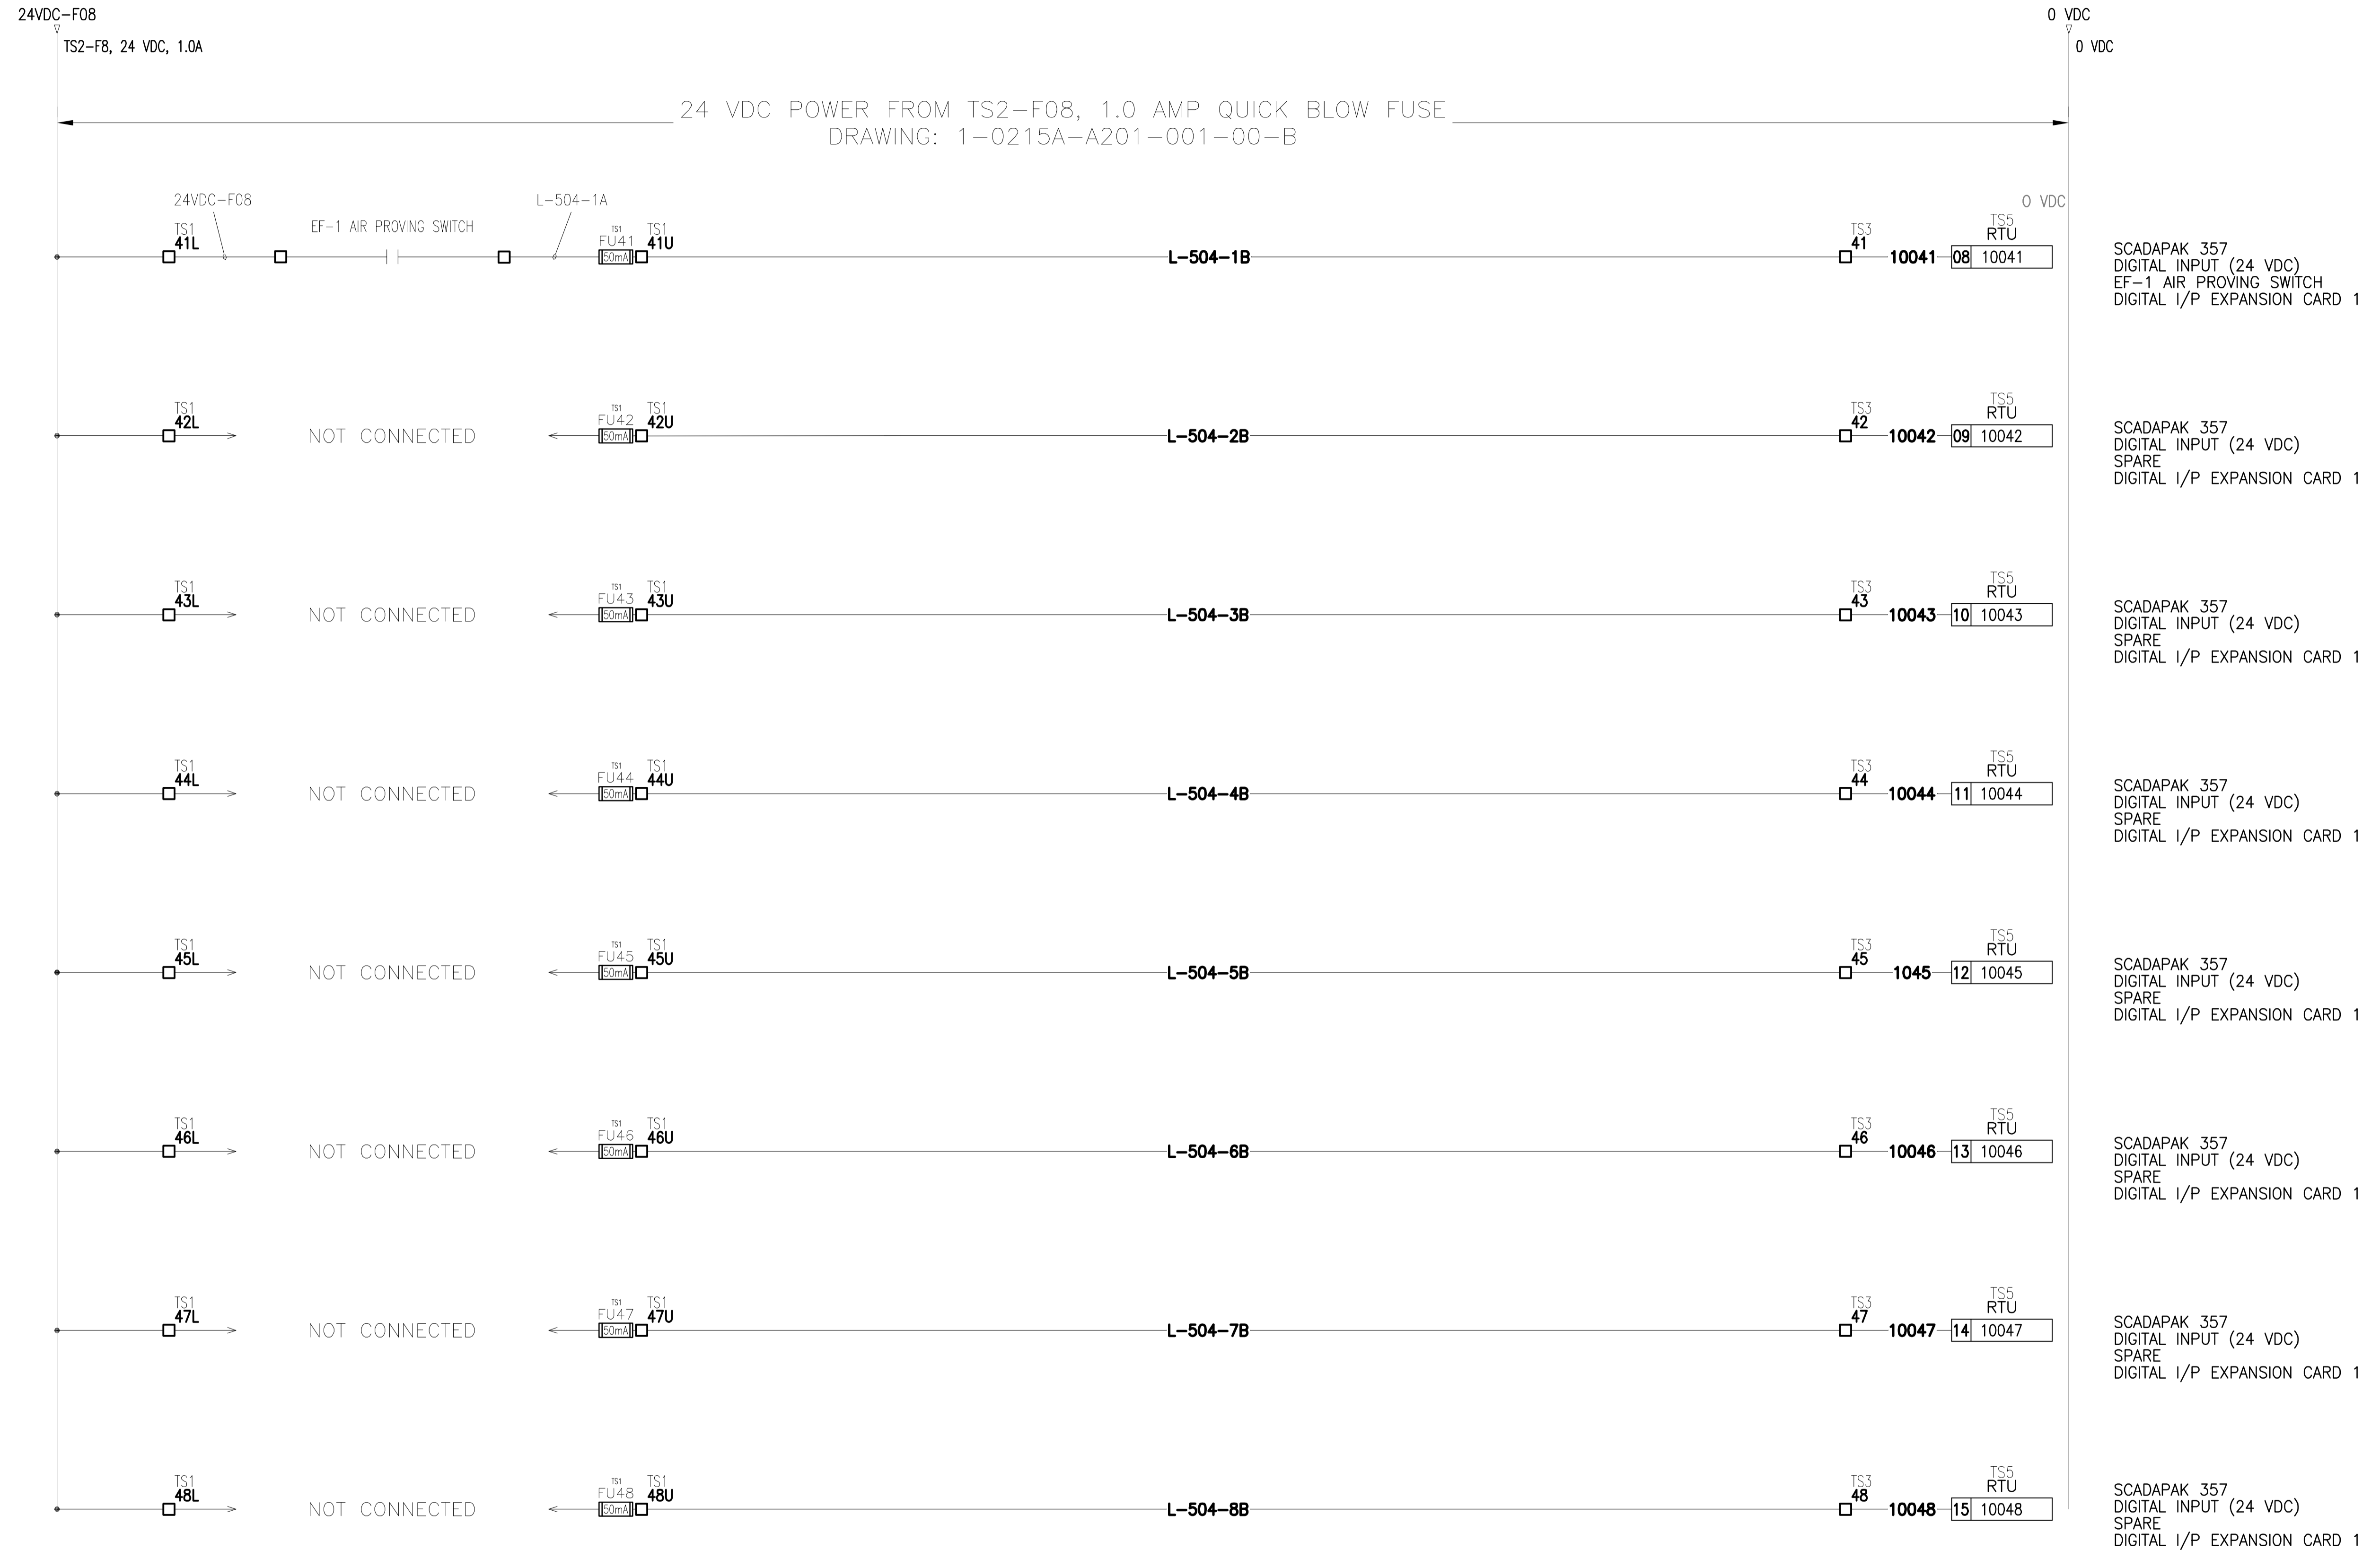 24VDC-F08
0 VDC
TS2-F8, 24 VDC, 1.0A
0 VDC
24 VDC POWER FROM TS2-F08, 1.0 AMP QUICK BLOW FUSE
DRAWING: 1-0215A-A201-001-00-B
24VDC-F08
L-504-1A
0 VDC
TS1
41L
EF-1 AIR PROVING SWITCH
TS1
FU41
50mA
TS1
41U
L-504-1B
TS3
41
10041
TS5
RTU
08 10041
SCADAPAK 357
DIGITAL INPUT (24 VDC)
EF-1 AIR PROVING SWITCH
DIGITAL I/P EXPANSION CARD 1
TS1
42L
NOT CONNECTED
TS1
FU42
50mA
TS1
42U
L-504-2B
TS3
42
10042
TS5
RTU
09 10042
SCADAPAK 357
DIGITAL INPUT (24 VDC)
SPARE
DIGITAL I/P EXPANSION CARD 1
TS1
43L
NOT CONNECTED
TS1
FU43
50mA
TS1
43U
L-504-3B
TS3
43
10043
TS5
RTU
10 10043
SCADAPAK 357
DIGITAL INPUT (24 VDC)
SPARE
DIGITAL I/P EXPANSION CARD 1
TS1
44L
NOT CONNECTED
TS1
FU44
50mA
TS1
44U
L-504-4B
TS3
44
10044
TS5
RTU
11 10044
SCADAPAK 357
DIGITAL INPUT (24 VDC)
SPARE
DIGITAL I/P EXPANSION CARD 1
TS1
45L
NOT CONNECTED
TS1
FU45
50mA
TS1
45U
L-504-5B
TS3
45
1045
TS5
RTU
12 10045
SCADAPAK 357
DIGITAL INPUT (24 VDC)
SPARE
DIGITAL I/P EXPANSION CARD 1
TS1
46L
NOT CONNECTED
TS1
FU46
50mA
TS1
46U
L-504-6B
TS3
46
10046
TS5
RTU
13 10046
SCADAPAK 357
DIGITAL INPUT (24 VDC)
SPARE
DIGITAL I/P EXPANSION CARD 1
TS1
47L
NOT CONNECTED
TS1
FU47
50mA
TS1
47U
L-504-7B
TS3
47
10047
TS5
RTU
14 10047
SCADAPAK 357
DIGITAL INPUT (24 VDC)
SPARE
DIGITAL I/P EXPANSION CARD 1
TS1
48L
NOT CONNECTED
TS1
FU48
50mA
TS1
48U
L-504-8B
TS3
48
10048
TS5
RTU
15 10048
SCADAPAK 357
DIGITAL INPUT (24 VDC)
SPARE
DIGITAL I/P EXPANSION CARD 1